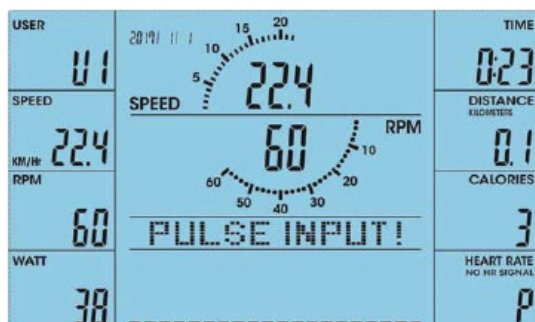 USER
U1
SPEED
KM/Hr 22.4
RPM
60
WATT
38
2019/ 1/ 1
5 10 15 20
SPEED 22.4
60 RPM
10 20 30 40 50 60
PULSE INPUT!
TIME
0:23
DISTANCE
KILOMETERS
0.1
CALORIES
3
HEART RATE
NO HR SIGNAL
P